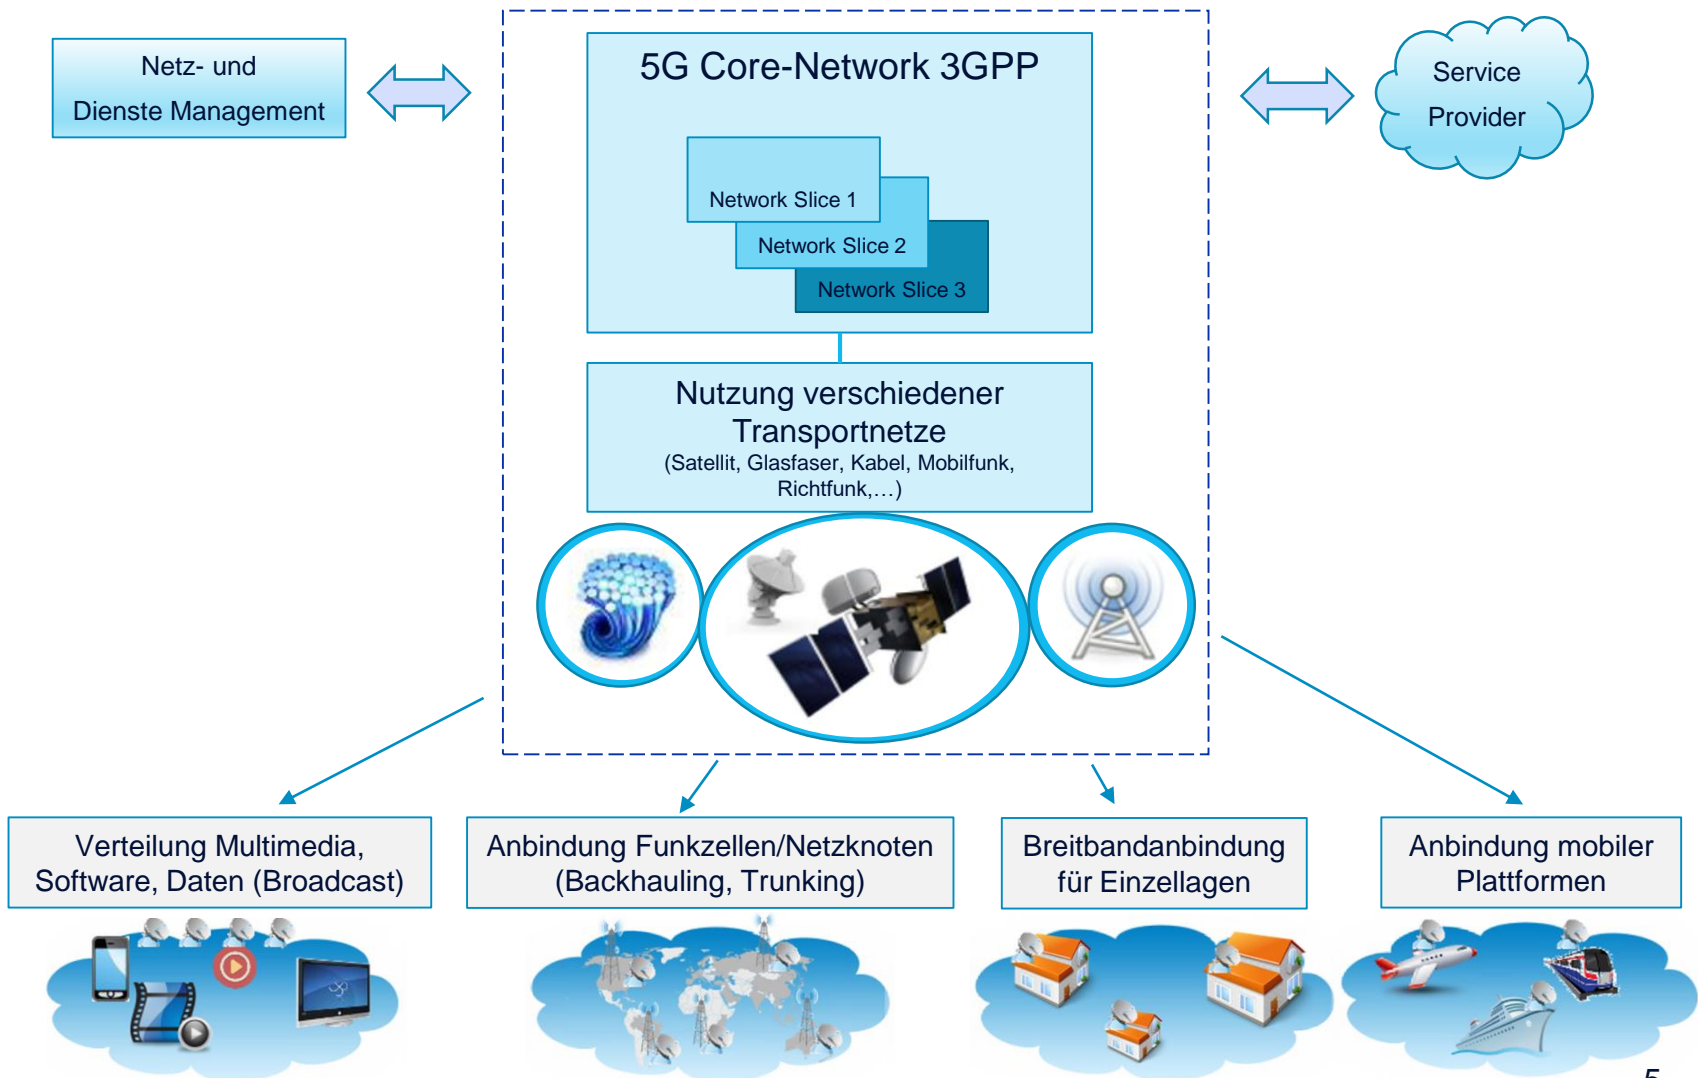 Netz- und
Dienste Management
5G Core-Network 3GPP
Service
Provider
Network Slice 1
Network Slice 2
Network Slice 3
Nutzung verschiedener
Transportnetze
(Satellit, Glasfaser, Kabel, Mobilfunk,
Richtfunk,…)
Verteilung Multimedia,
Software, Daten (Broadcast)
Anbindung Funkzellen/Netzknoten
(Backhauling, Trunking)
Breitbandanbindung
für Einzellagen
Anbindung mobiler
Plattformen
5